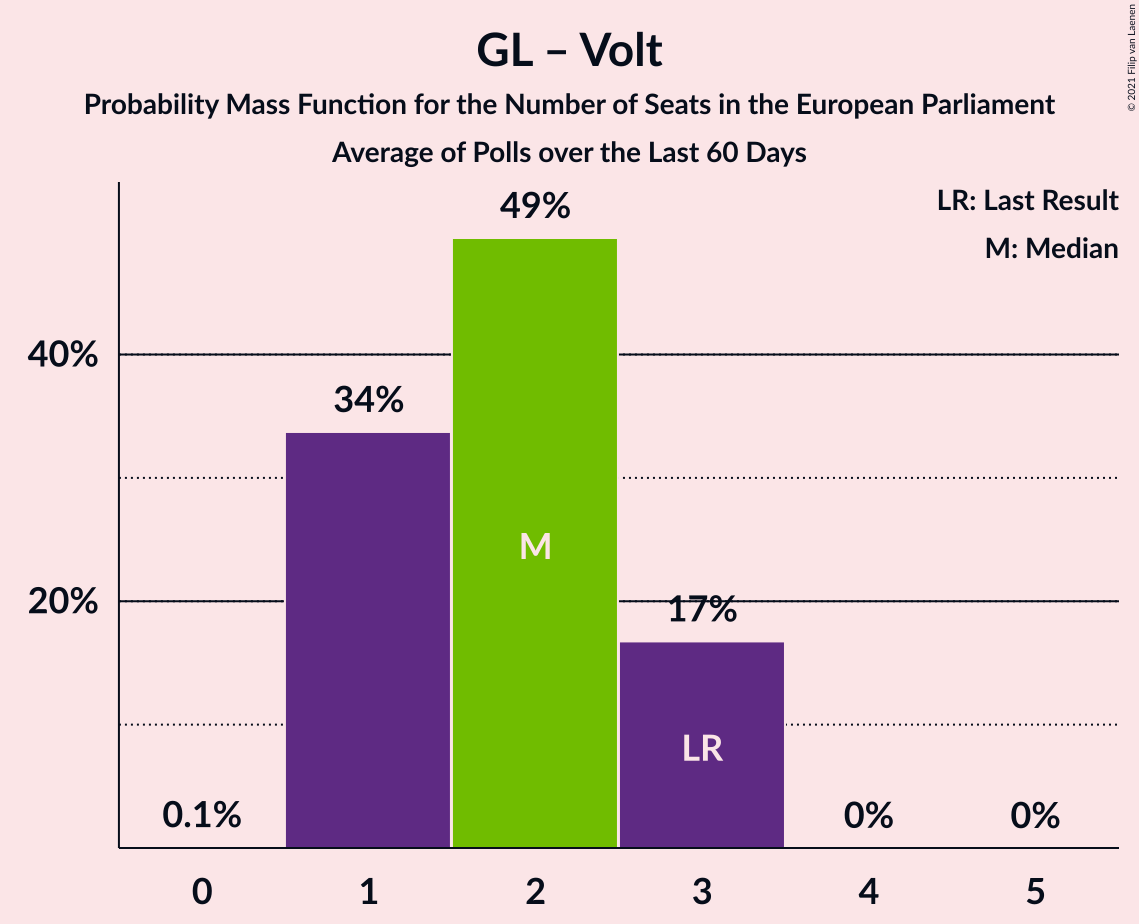 GL – Volt
Probability Mass Function for the Number of Seats in the European Parliament
Average of Polls over the Last 60 Days
© 2021 Filip van Laenen
LR: Last Result
M: Median
49%
40%
34%
M
20%
17%
LR
0.1%
0%
0%
0
1
2
3
4
5